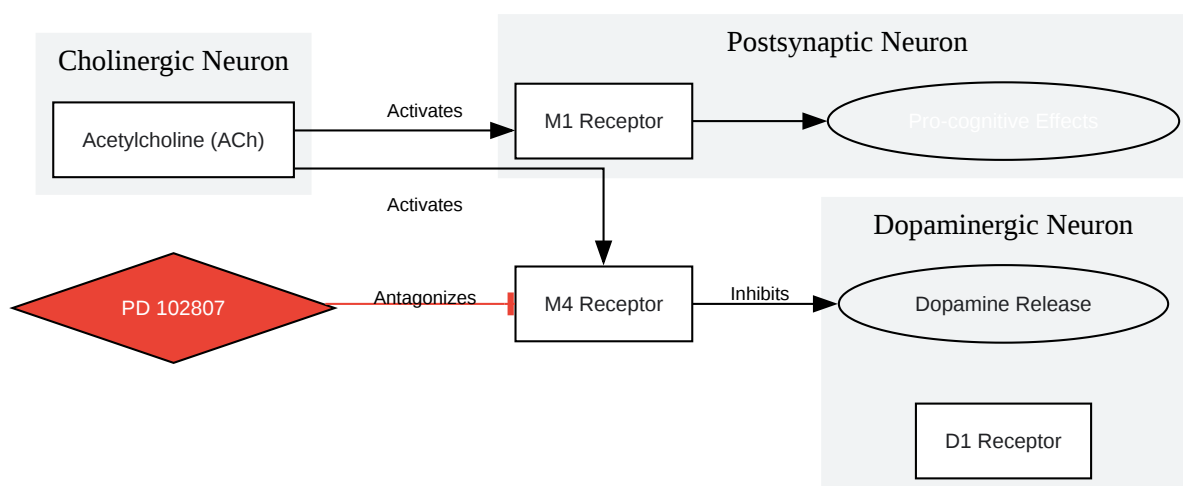 Cholinergic Neuron
Acetylcholine (ACh)
Activates
Postsynaptic Neuron
M1 Receptor
Pro-cognitive Effects
Activates
Dopaminergic Neuron
PD 102807
Antagonizes
M4 Receptor
Inhibits
Dopamine Release
D1 Receptor